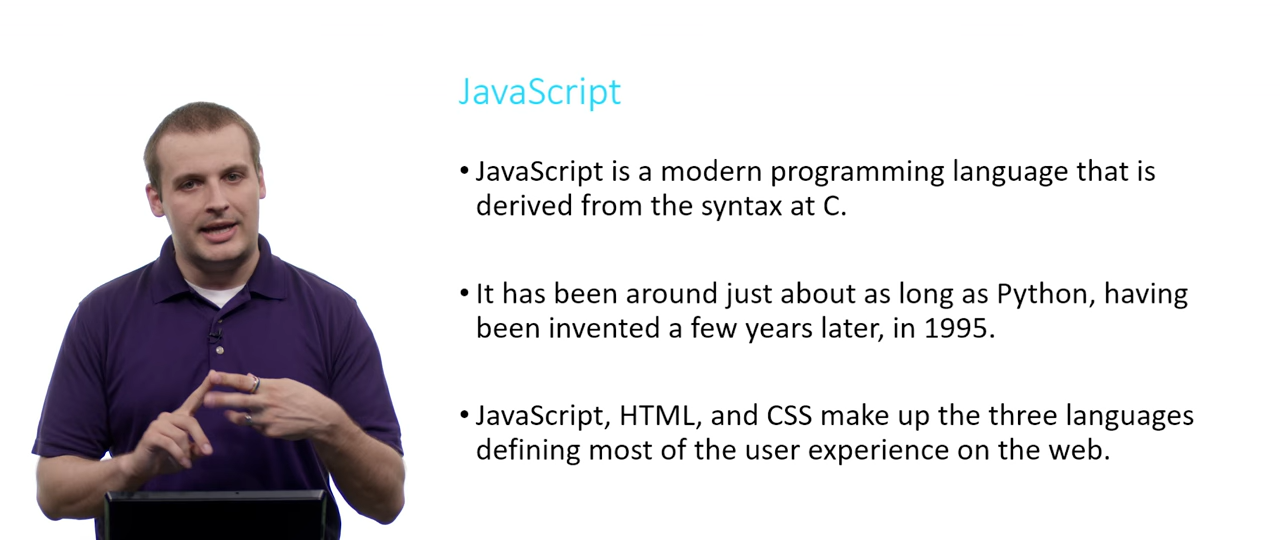 JavaScript
• JavaScript is a modern programming language that is
derived from the syntax at C.
• It has been around just about as long as Python, having
been invented a few years later, in 1995.
• JavaScript, HTML, and CSS make up the three languages
defining most of the user experience on the web.